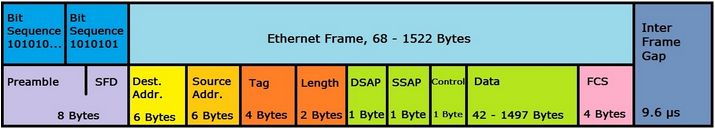 Bit
Sequence
101010...
Bit
Sequence
1010101
Ethernet Frame, 68 - 1522 Bytes
Inter
Frame
Gap
9.6 µs
Preamble
SFD
8 Bytes
Dest.
Addr.
6 Bytes
Source
Addr.
6 Bytes
Tag
4 Bytes
Length
2 Bytes
DSAP
1 Byte
SSAP
1 Byte
Control
1 Byte
Data
42 - 1497 Bytes
FCS
4 Bytes